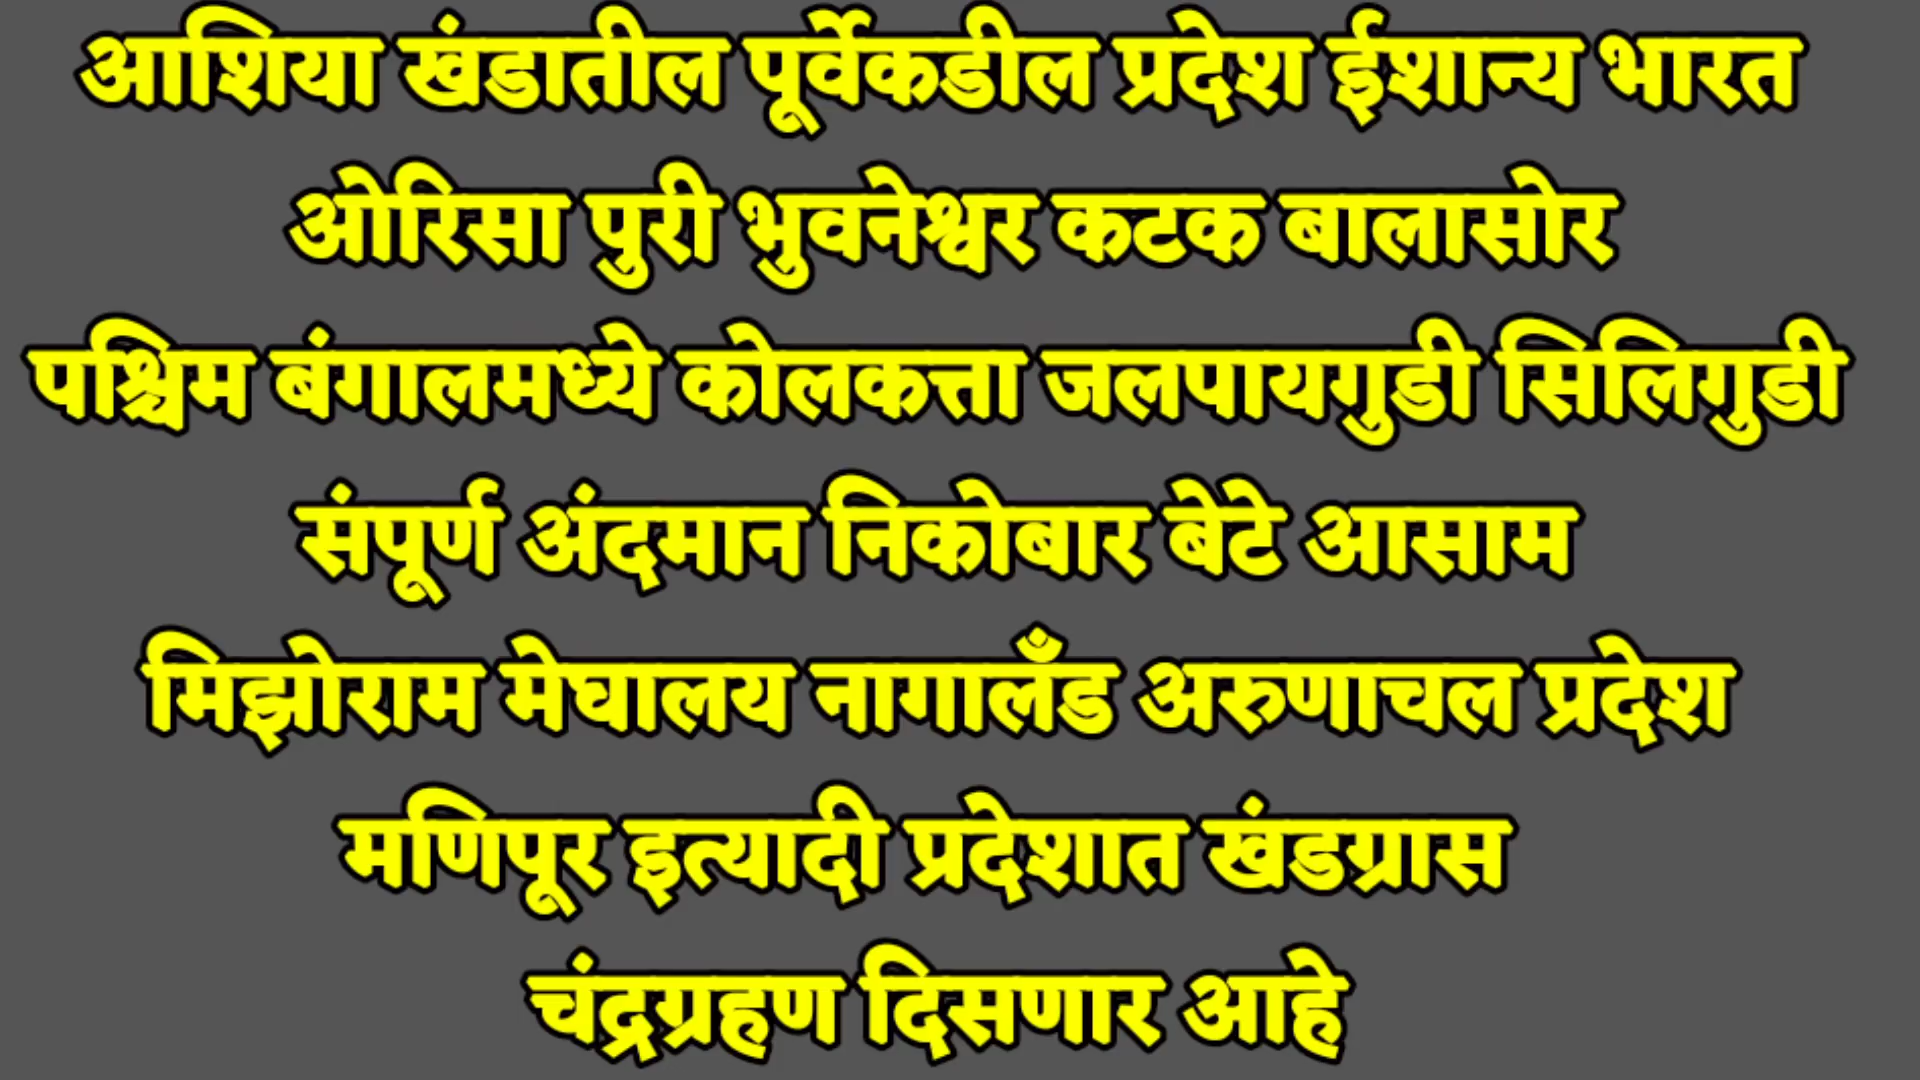 आशिया खंडातील पूर्वेकडील प्रदेश ईशान्य भारत
ओरिसा पुरी भुवनेश्वर कटक बालासोर
पश्चिम बंगालमध्ये कोलकत्ता जलपायगुडी सिलिगुडी
संपूर्ण अंदमान निकोबार बेटे आसाम
मिझोराम मेघालय नागालँड अरुणाचल प्रदेश
मणिपूर इत्यादी प्रदेशात खंडग्रास
चंद्रग्रहण दिसणार आहे